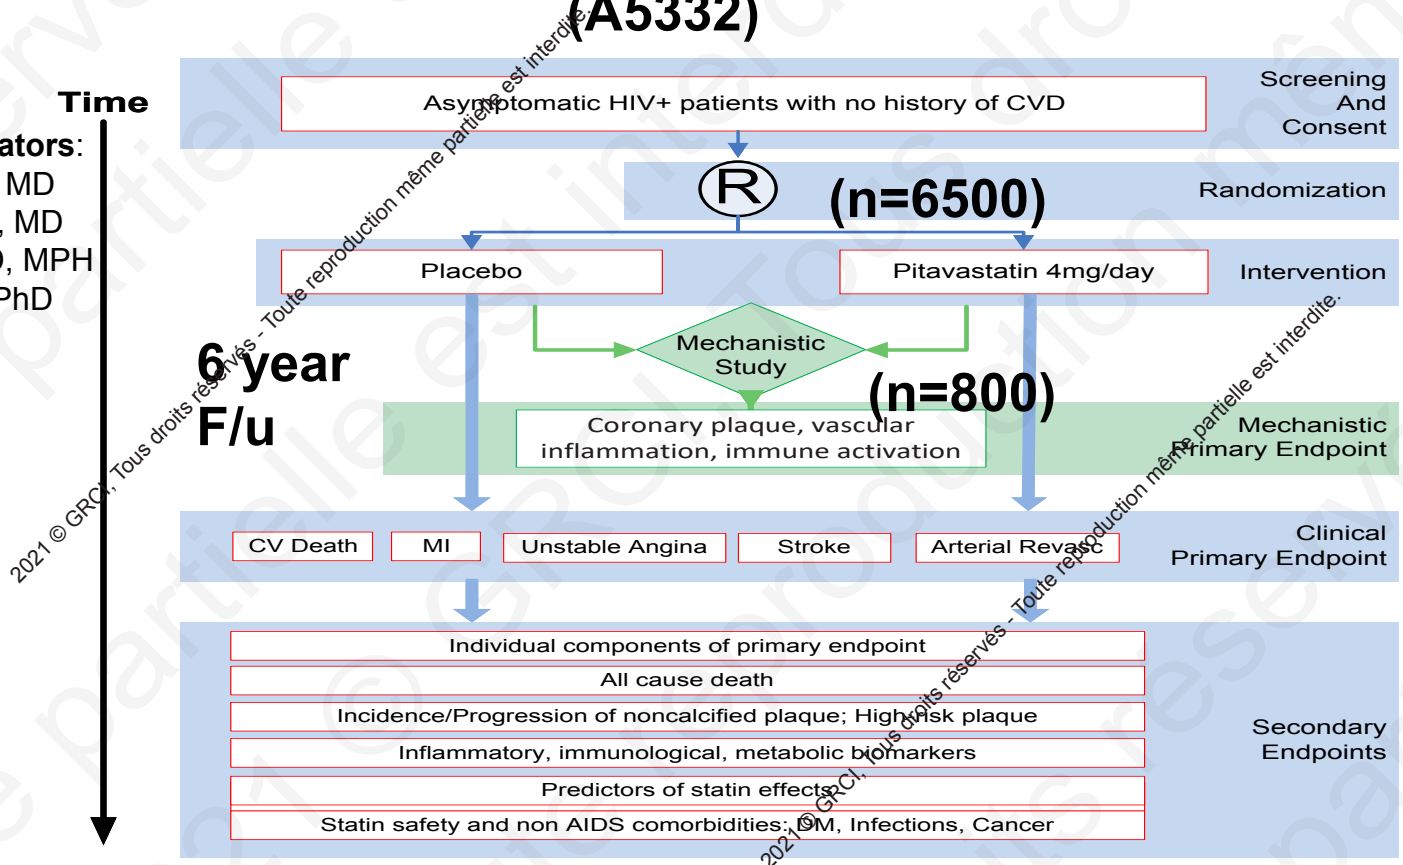 (A5332)
Time
ators:
MD
, MD
, MPH
PhD
Asymptomatic HIV+ patients with no history of CVD
Screening
And
Consent
R
(n=6500)
Randomization
Placebo
Pitavastatin 4mg/day
Intervention
Mechanistic
Study
6 year
F/u
(n=800)
Coronary plaque, vascular
inflammation, immune activation
Mechanistic
Primary Endpoint
CV Death
MI
Unstable Angina
Stroke
Arterial Revasc
Clinical
Primary Endpoint
Individual components of primary endpoint
All cause death
Incidence/Progression of noncalcified plaque; High risk plaque
Inflammatory, immunological, metabolic biomarkers
Predictors of statin effects
Statin safety and non AIDS comorbidities: DM, Infections, Cancer
Secondary
Endpoints
2021 © GRCI, Tous droits réservés - Toute reproduction même partielle est interdite.
2021 © GRCI, Tous droits réservés - Toute reproduction même partielle est interdite.